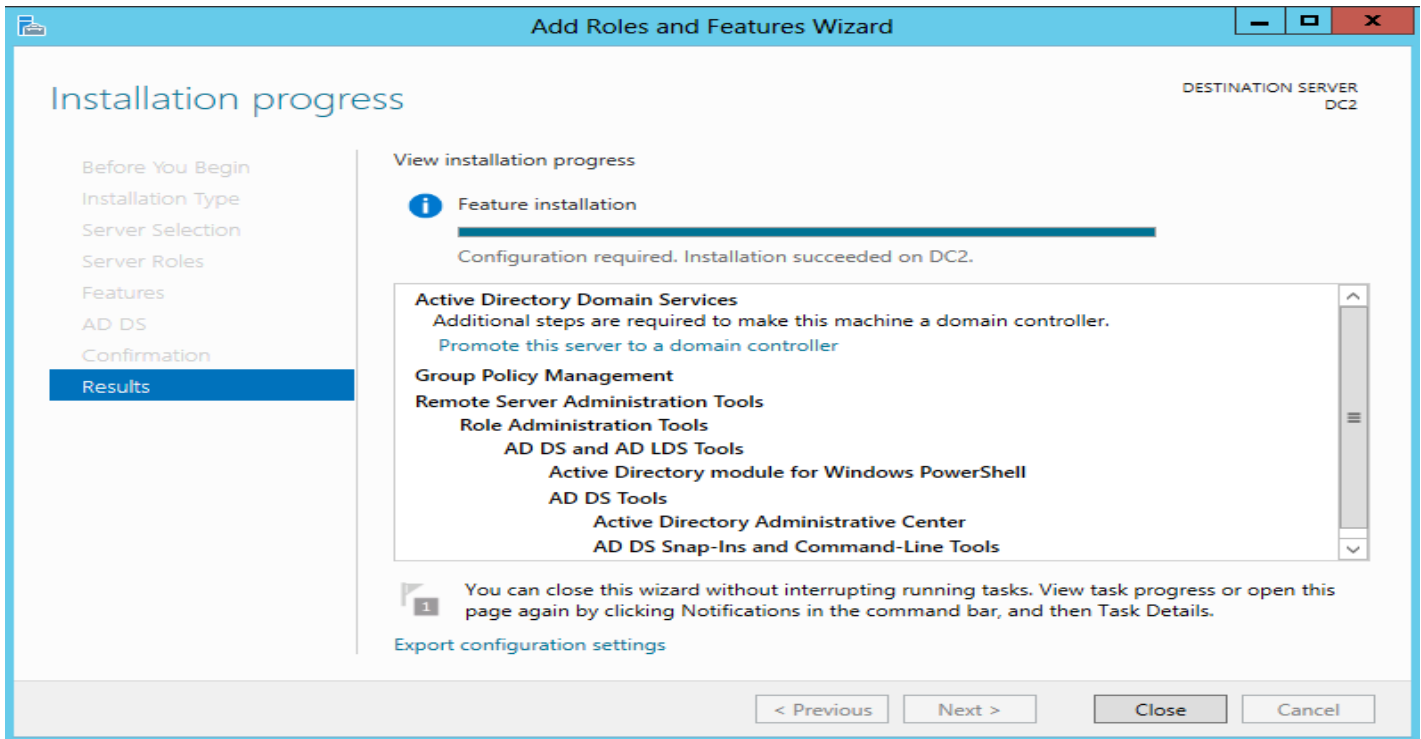 Add Roles and Features Wizard
Installation progress
DESTINATION SERVER
DC2
Before You Begin
Installation Type
Server Selection
Server Roles
Features
AD DS
Confirmation
Results
View installation progress
Feature installation
Configuration required. Installation succeeded on DC2.
Active Directory Domain Services
Additional steps are required to make this machine a domain controller.
Promote this server to a domain controller
Group Policy Management
Remote Server Administration Tools
Role Administration Tools
AD DS and AD LDS Tools
Active Directory module for Windows PowerShell
AD DS Tools
Active Directory Administrative Center
AD DS Snap-Ins and Command-Line Tools
1
You can close this wizard without interrupting running tasks. View task progress or open this
page again by clicking Notifications in the command bar, and then Task Details.
Export configuration settings
< Previous
Next >
Close
Cancel